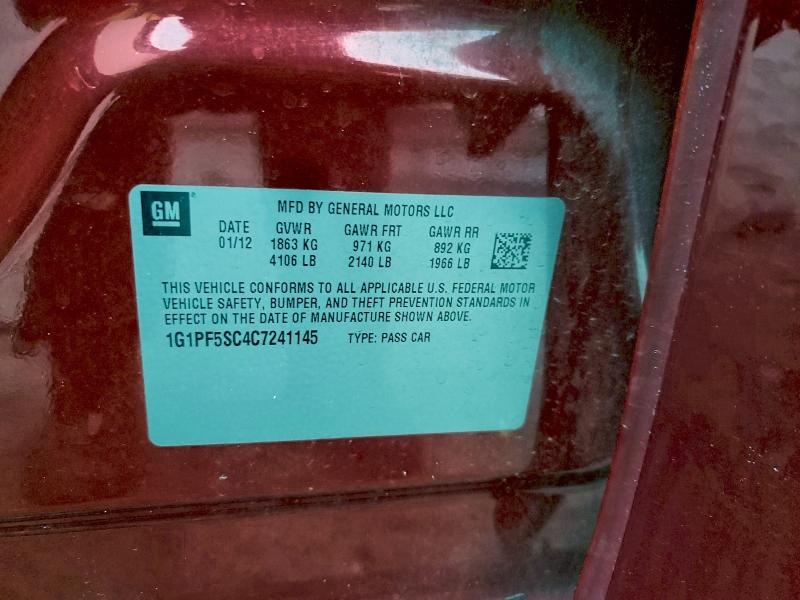 GM
MFD BY GENERAL MOTORS LLC
DATE GVWR GAWR FRT GAWR RR
01/12 1863 KG 971 KG 892 KG
4106 LB 2140 LB 1966 LB
THIS VEHICLE CONFORMS TO ALL APPLICABLE U.S. FEDERAL MOTOR
VEHICLE SAFETY, BUMPER, AND THEFT PREVENTION STANDARDS IN
EFFECT ON THE DATE OF MANUFACTURE SHOWN ABOVE.
1G1PF5SC4C7241145 TYPE: PASS CAR